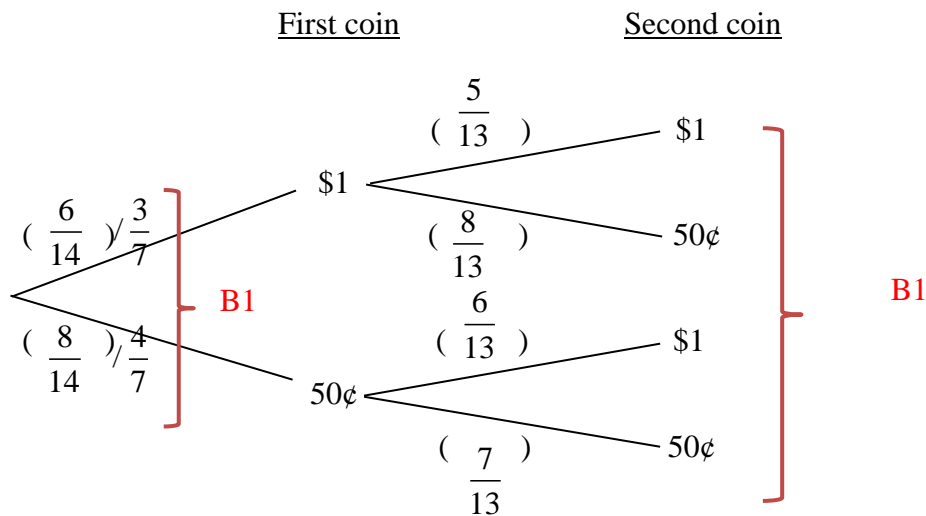 First coin Second coin
( 5/13 ) $1
$1
( 6/14 ) / 3/7
( 8/13 ) 50¢
B1 B1
( 6/13 )
( 8/14 ) / 4/7
$1
50¢
50¢
( 7/13 )